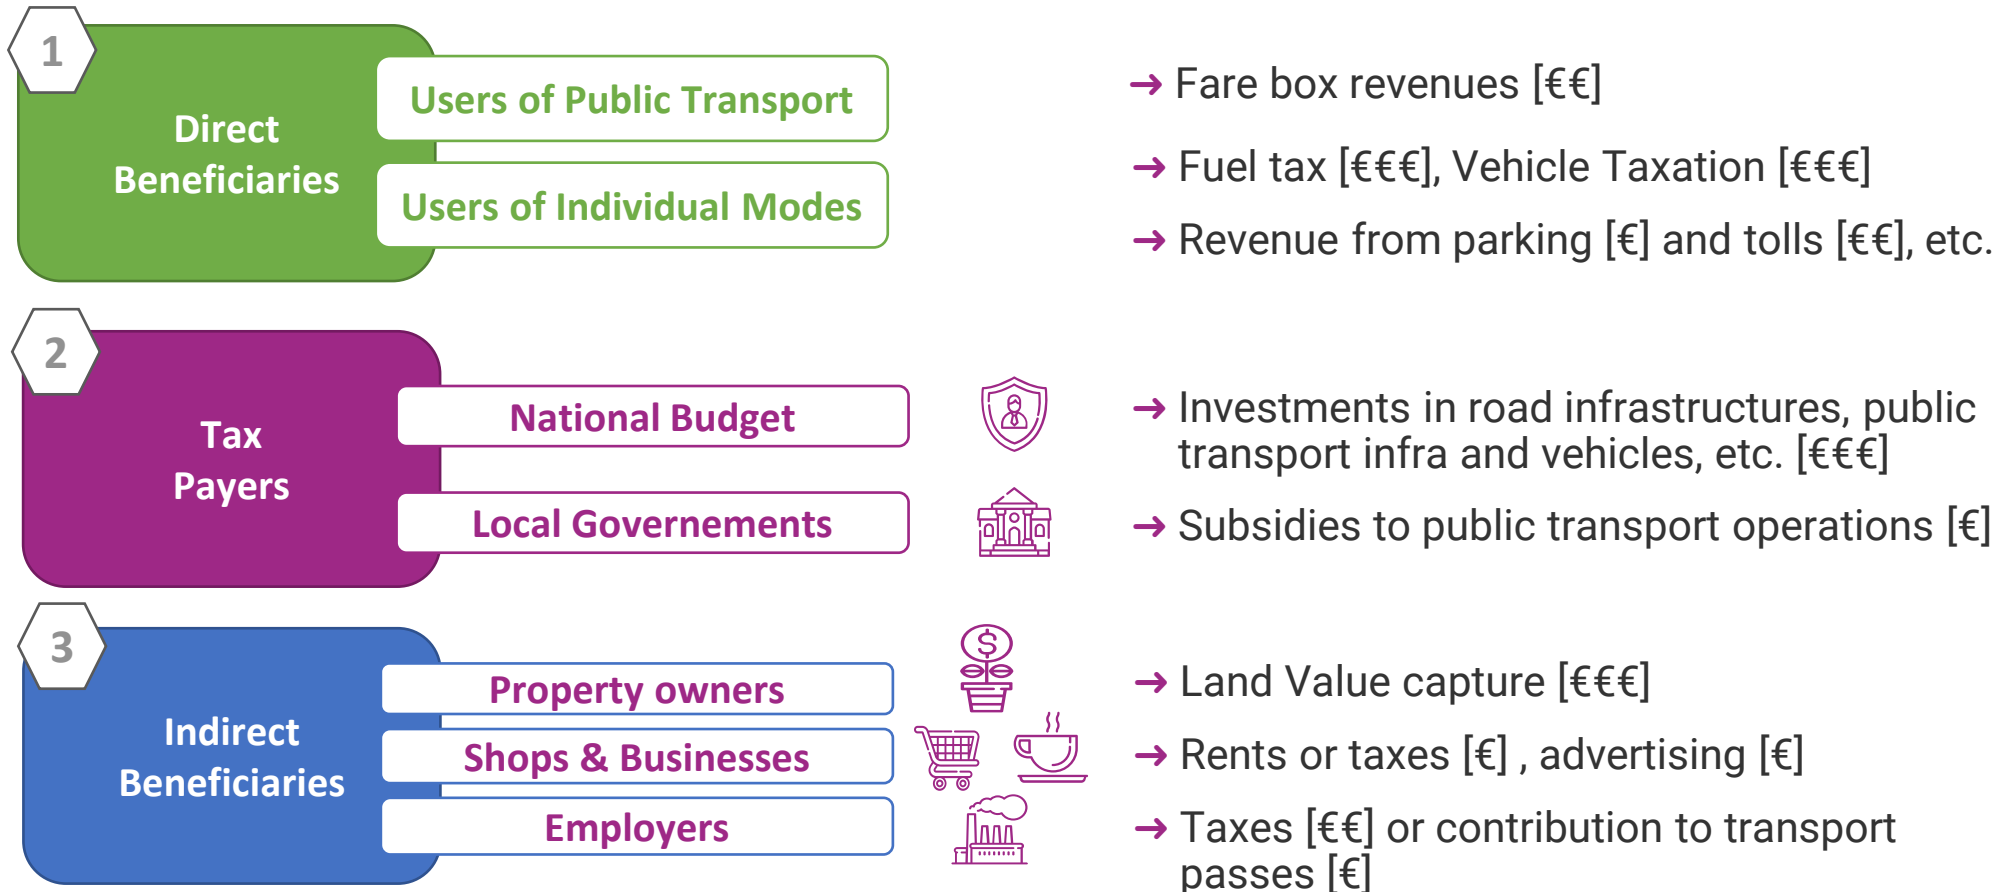 1
Direct
Beneficiaries
Users of Public Transport
Users of Individual Modes
→ Fare box revenues [€€]
→ Fuel tax [€€€], Vehicle Taxation [€€€]
→ Revenue from parking [€] and tolls [€€], etc.
2
Tax
Payers
National Budget
Local Governements
→ Investments in road infrastructures, public
transport infra and vehicles, etc. [€€€]
→ Subsidies to public transport operations [€]
3
Indirect
Beneficiaries
Property owners
Shops & Businesses
Employers
$
→ Land Value capture [€€€]
→ Rents or taxes [€] , advertising [€]
→ Taxes [€€] or contribution to transport
passes [€]